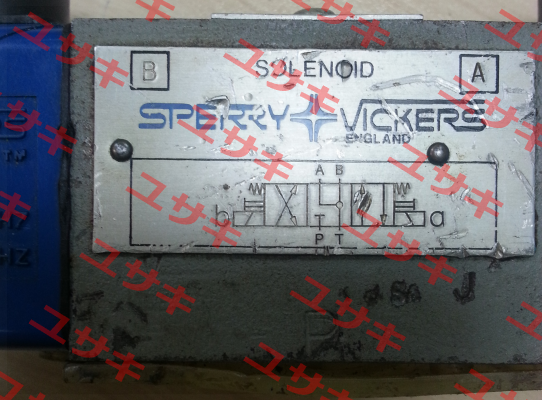 B SOLENOID A
SPERRY VICKERS
ENGLAND
A B
b a
T
P T
P
ユサキ